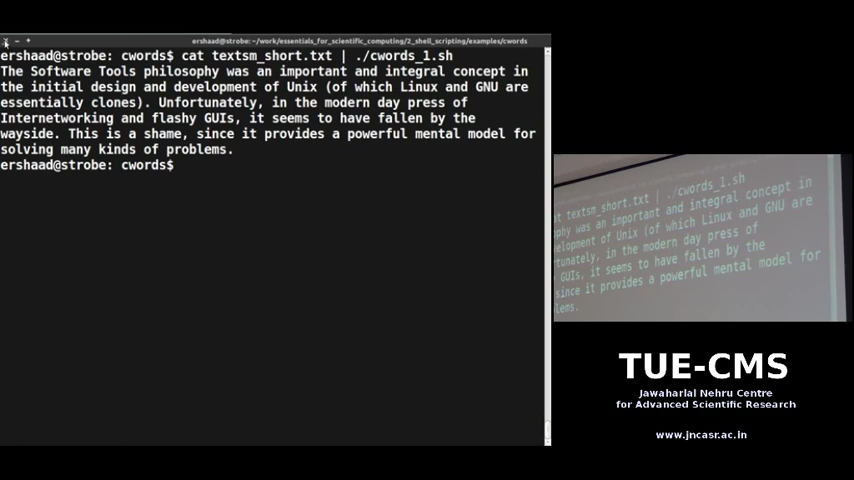 ershaad@strobe: ~/work/essentials_for_scientific_computing/2_shell_scripting/examples/cwords
ershaad@strobe: cwords$ cat textsm_short.txt | ./cwords_1.sh
The Software Tools philosophy was an important and integral concept in
the initial design and development of Unix (of which Linux and GNU are
essentially clones). Unfortunately, in the modern day press of
Internetworking and flashy GUIs, it seems to have fallen by the
wayside. This is a shame, since it provides a powerful mental model for
solving many kinds of problems.
ershaad@strobe: cwords$
at textsm_short.txt | ./cwords_1.sh
ophy was an important and integral concept in
elopment of Unix (of which Linux and GNU are
tunately, in the modern day press of
GUIs, it seems to have fallen by the
since it provides a powerful mental model for
lems.
TUE-CMS
Jawaharlal Nehru Centre
for Advanced Scientific Research
www.jncasr.ac.in